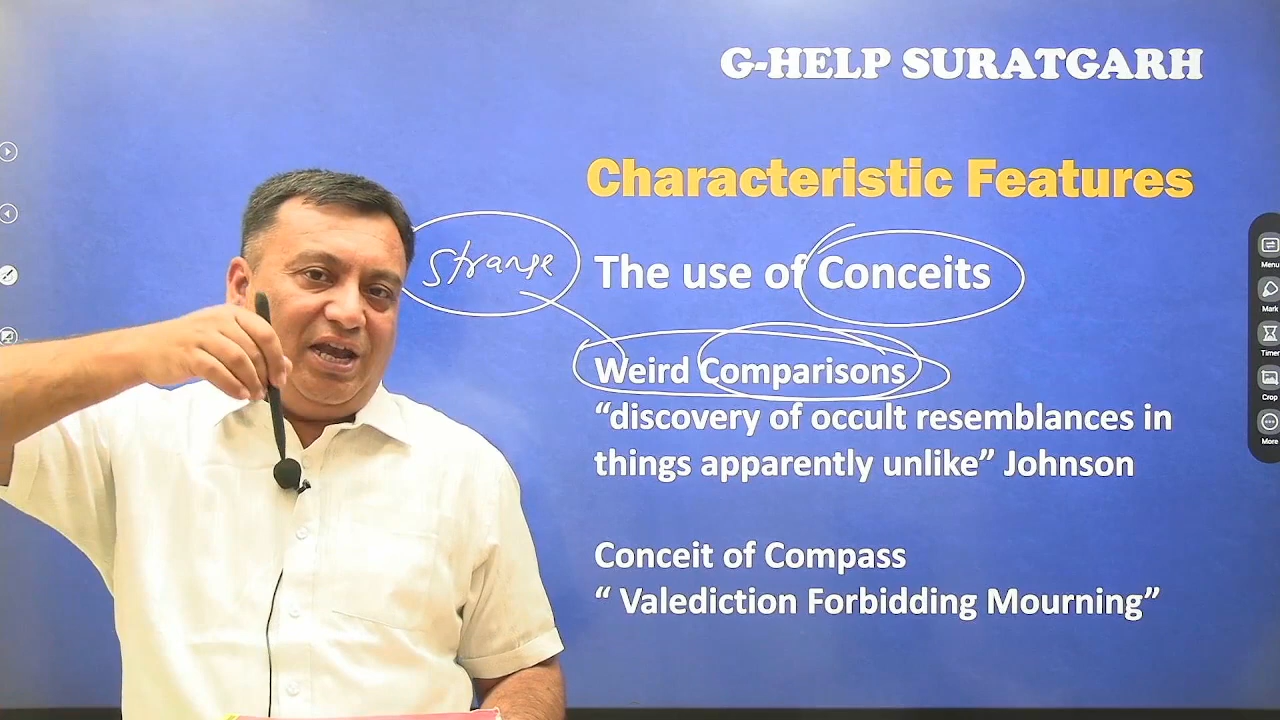 G-HELP SURATGARH
Characteristic Features
strange
The use of Conceits
Weird Comparisons
“discovery of occult resemblances in
things apparently unlike” Johnson
Conceit of Compass
“ Valediction Forbidding Mourning”
Menu
Mark
Timer
Crop
More